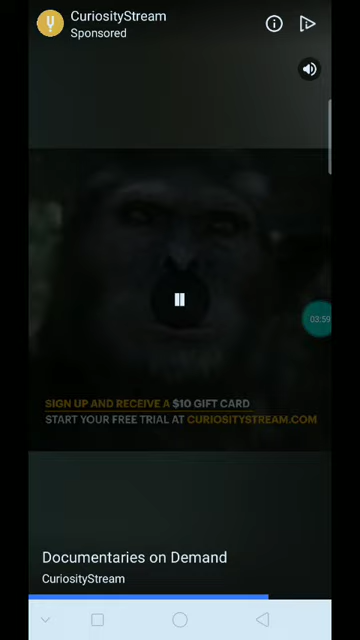 CuriosityStream
Sponsored
03:59
SIGN UP AND RECEIVE A $10 GIFT CARD
START YOUR FREE TRIAL AT CURIOSITYSTREAM.COM
Documentaries on Demand
CuriosityStream